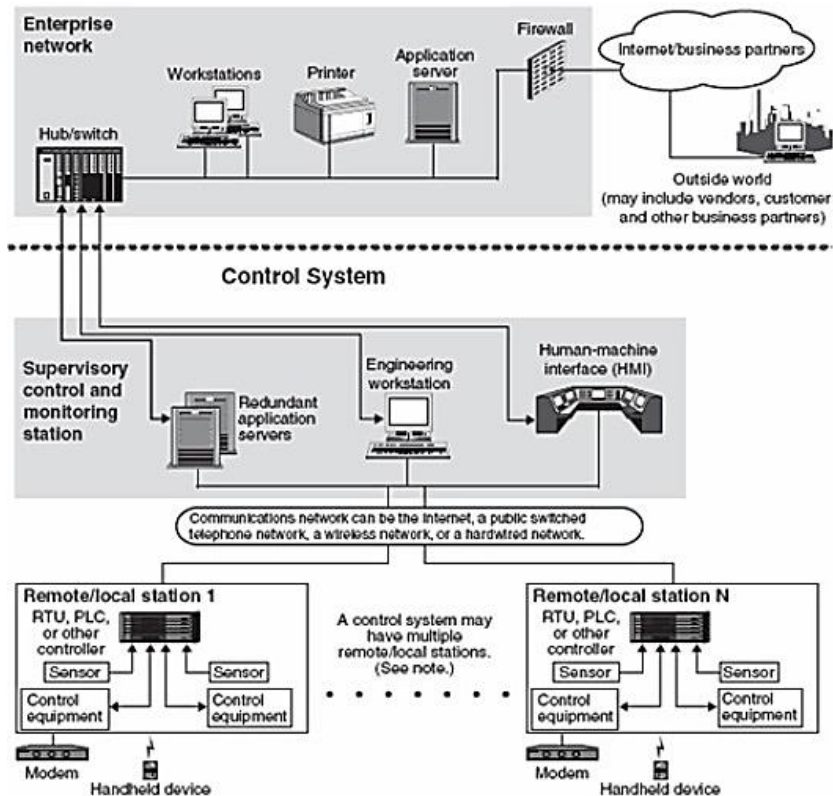 Enterprise
network
Workstations
Printer
Application
server
Firewall
Internet/business partners
Hub/switch
Outside world
(may include vendors, customer
and other business partners)
Control System
Supervisory
control and
monitoring
station
Redundant
application
servers
Engineering
workstation
Human-machine
interface (HMI)
Communications network can be the Internet, a public switched
telephone network, a wireless network, or a hardwired network.
Remote/local station 1
RTU, PLC,
or other
controller
Sensor
Sensor
Control
equipment
Control
equipment
Modem
Handheld device
A control system may
have multiple
remote/local stations.
(See note.)
Remote/local station N
RTU, PLC,
or other
controller
Sensor
Sensor
Control
equipment
Control
equipment
Modem
Handheld device